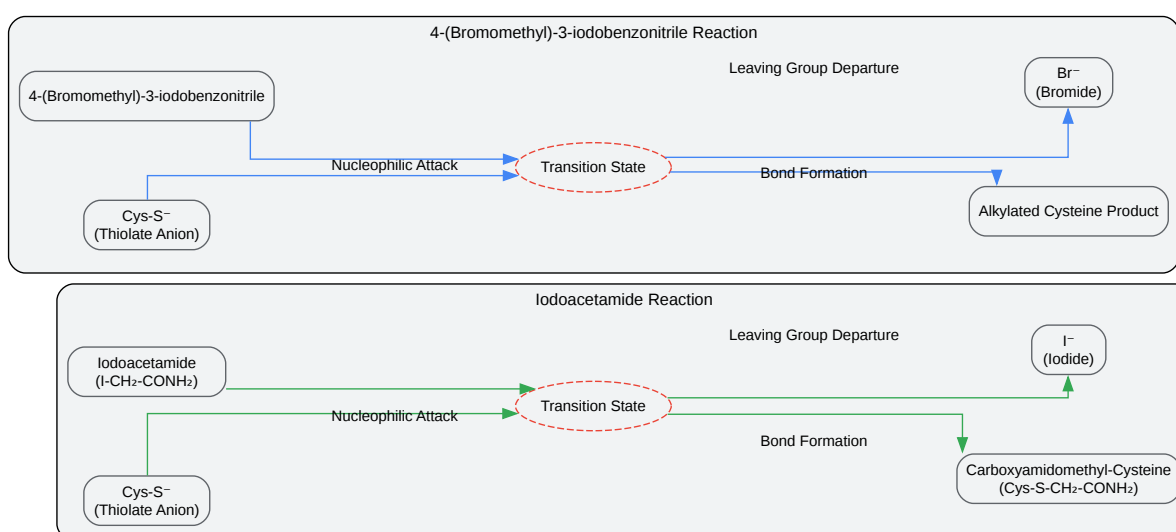 4-(Bromomethyl)-3-iodobenzonitrile Reaction
Leaving Group Departure
Br⁻
(Bromide)
4-(Bromomethyl)-3-iodobenzonitrile
Nucleophilic Attack
Transition State
Bond Formation
Cys-S⁻
(Thiolate Anion)
Alkylated Cysteine Product
Iodoacetamide Reaction
Leaving Group Departure
I⁻
(Iodide)
Iodoacetamide
(I-CH₂-CONH₂)
Transition State
Nucleophilic Attack
Bond Formation
Cys-S⁻
(Thiolate Anion)
Carboxyamidomethyl-Cysteine
(Cys-S-CH₂-CONH₂)